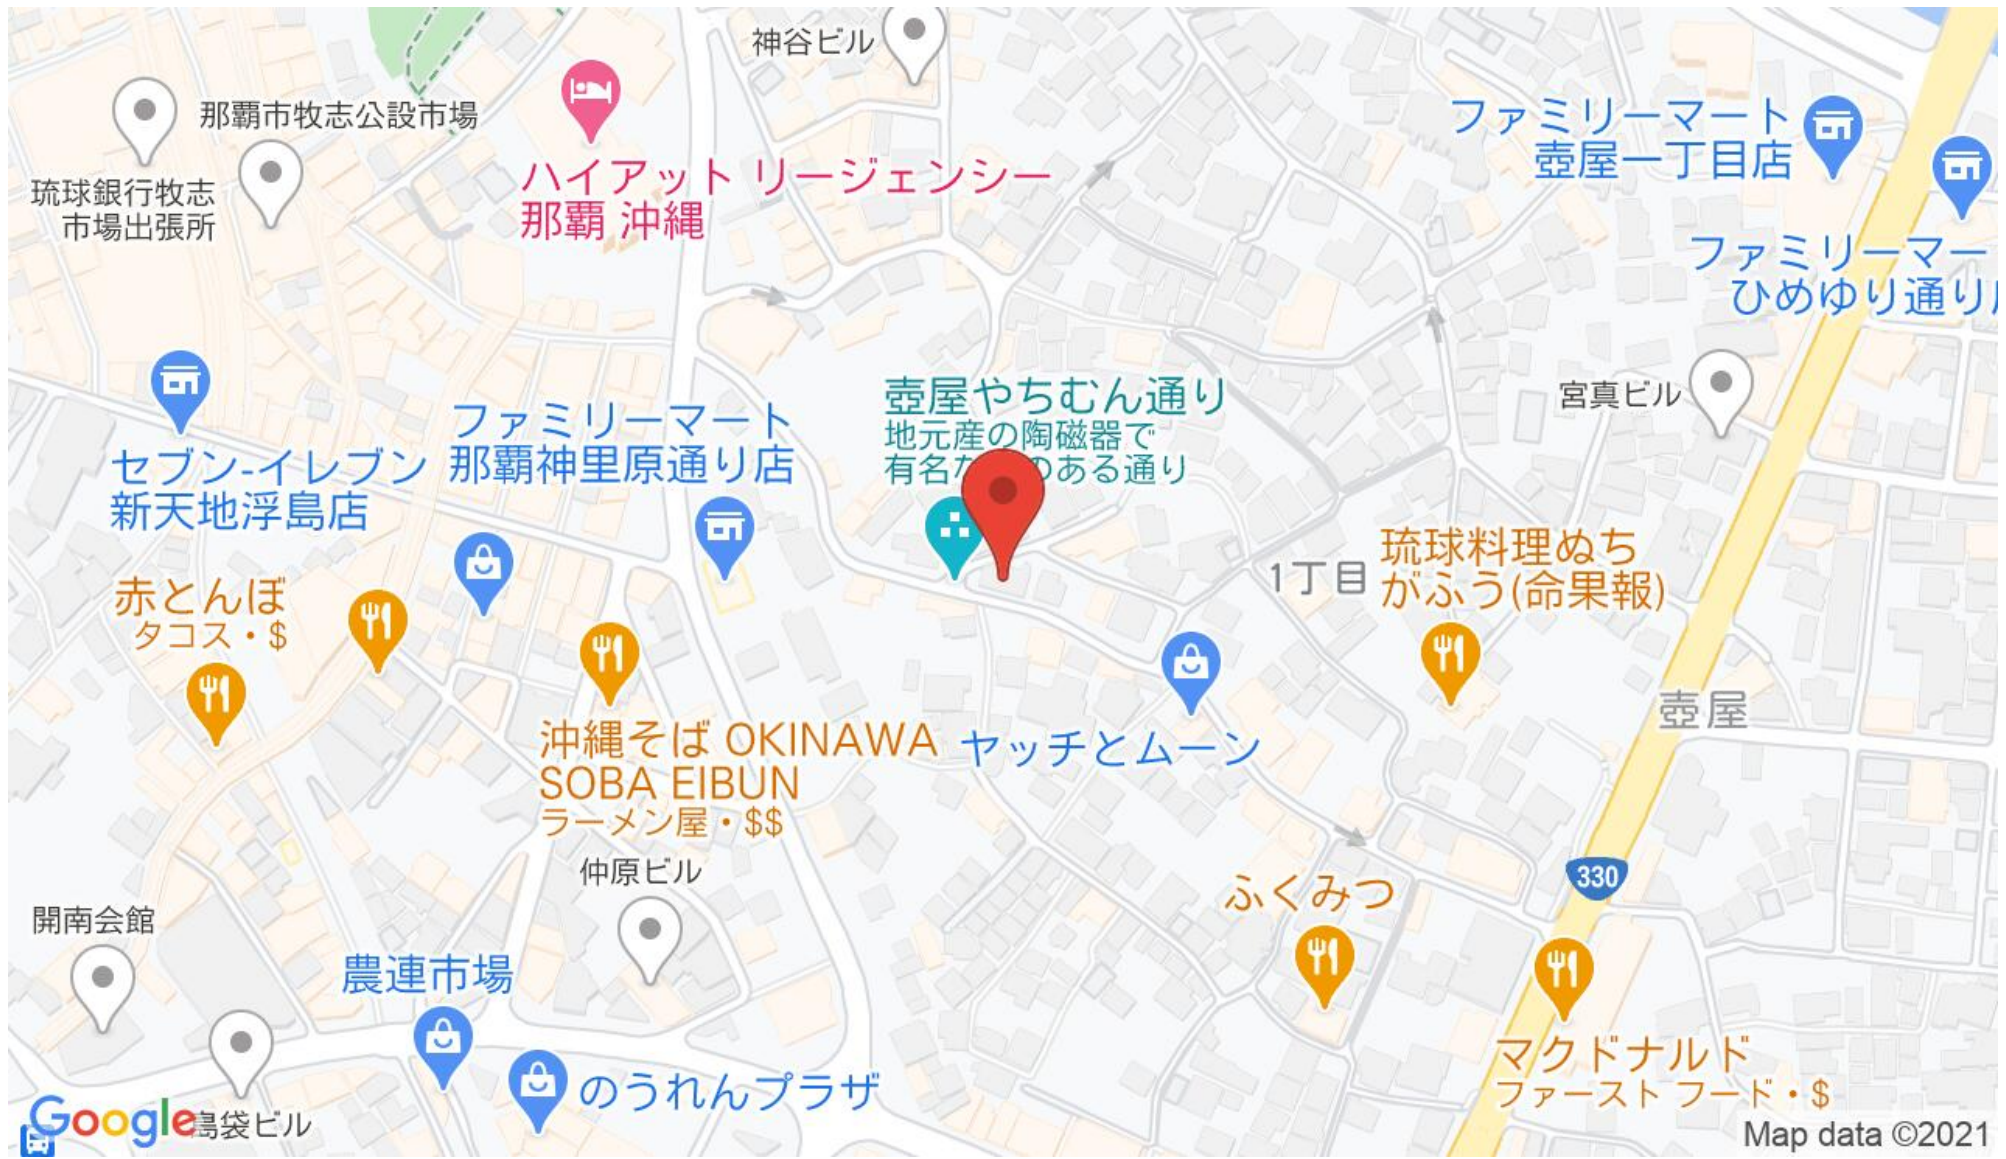 神谷ビル
那覇市牧志公設市場
琉球銀行牧志
市場出張所
ハイアット リージェンシー
那覇 沖縄
ファミリーマート
壺屋一丁目店
ファミリーマー
ひめゆり通り
宮真ビル
壺屋やちむん通り
地元産の陶磁器で
有名な のある通り
ファミリーマート
那覇神里原通り店
セブン-イレブン
新天地浮島店
赤とんぼ
タコス・$
1丁目
琉球料理ぬち
がふう(命果報)
壺屋
沖縄そば OKINAWA
SOBA EIBUN
ラーメン屋・$$
ヤッチとムーン
仲原ビル
330
ふくみつ
開南会館
農連市場
のうれんプラザ
マクドナルド
ファースト フード・$
Google
袋ビル
Map data ©2021